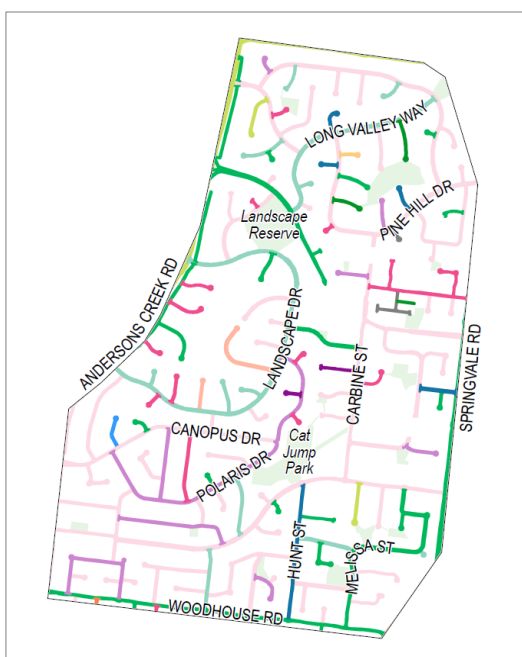 LONG VALLEY WAY
PINE HILL DR
Landscape
Reserve
ANDERSONS CREEK RD
LANDSCAPE DR
CARBINE ST
SPRINGVALE RD
CANOPUS DR
Cat
Jump
Park
POLARIS DR
HUNT ST
MELISSA ST
WOODHOUSE RD